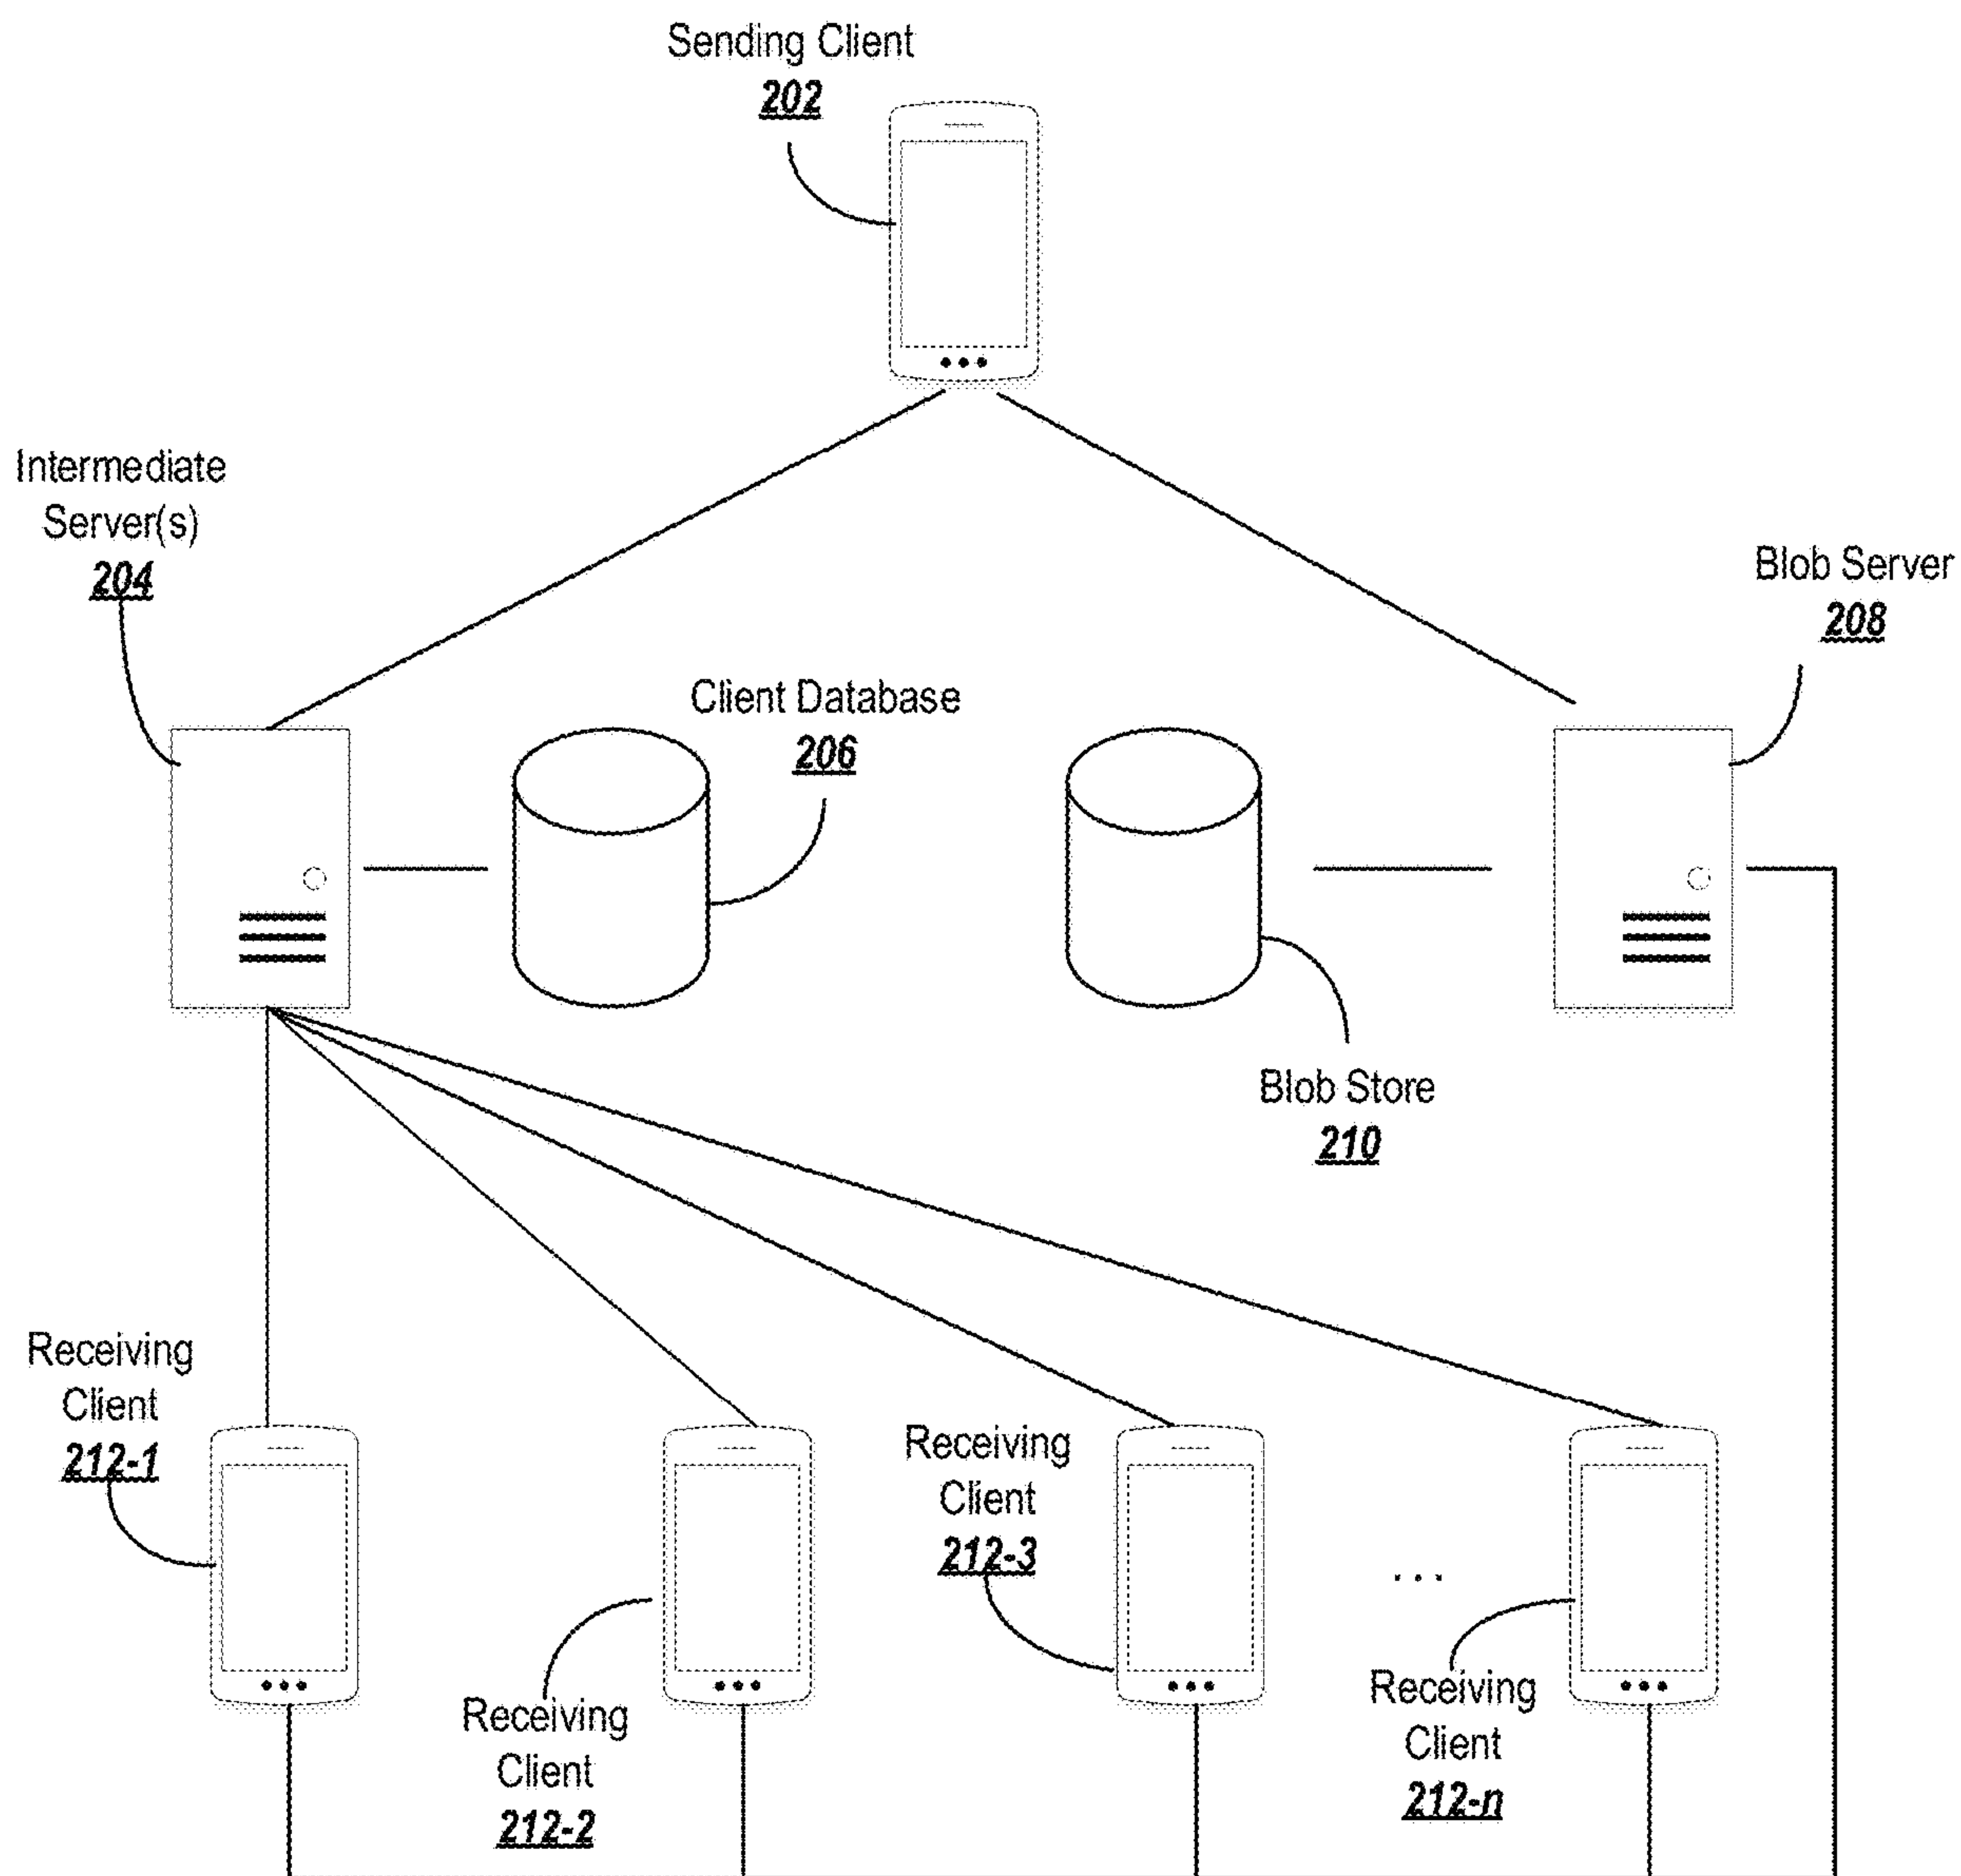 Sending Client
202
Intermediate
Server(s)
204
Blob Server
208
Client Database
206
Blob Store
210
Receiving
Client
212-1
Receiving
Client
212-2
Receiving
Client
212-3
...
Receiving
Client
212-n